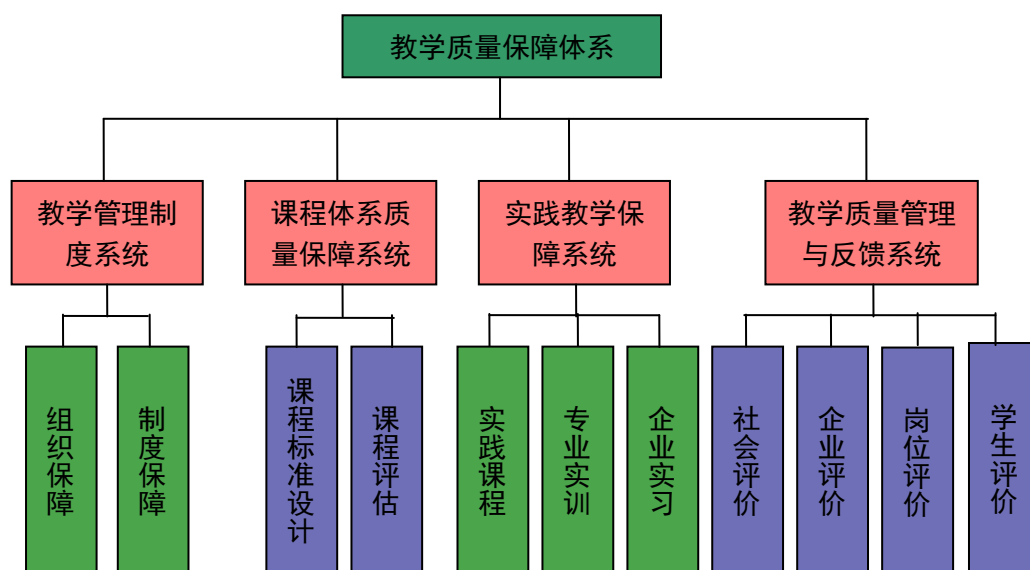 教学质量保障体系
教学管理制
度系统
课程体系质
量保障系统
实践教学保
障系统
教学质量管理
与反馈系统
组织保障
制度保障
课程标准设计
课程评估
实践课程
专业实训
企业实习
社会评价
企业评价
岗位评价
学生评价